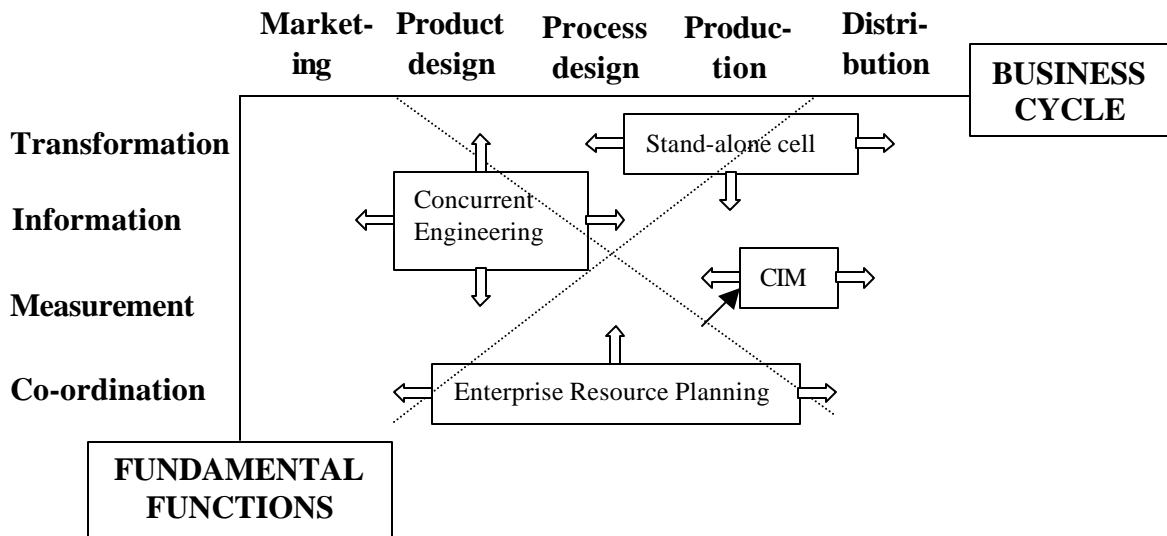 Market-
ing
Product
design
Process
design
Produc-
tion
Distri-
bution
BUSINESS
CYCLE
Transformation
Stand-alone cell
Concurrent
Engineering
Information
CIM
Measurement
Co-ordination
Enterprise Resource Planning
FUNDAMENTAL
FUNCTIONS